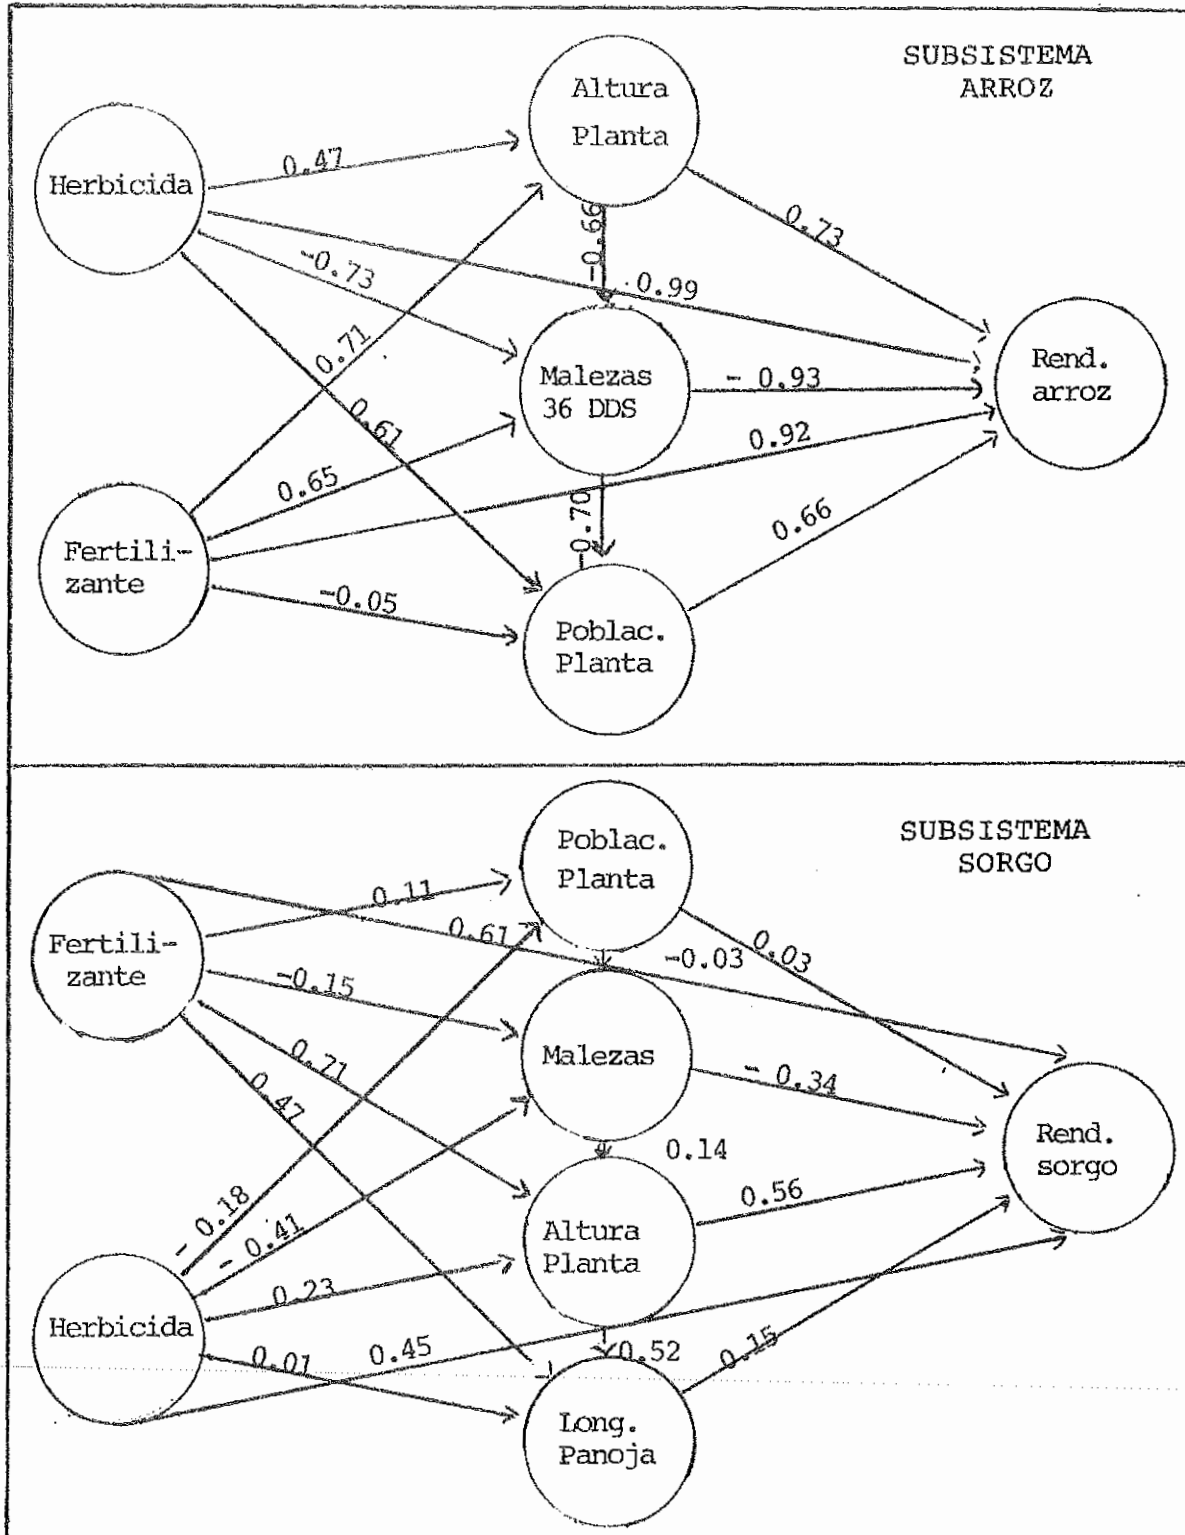 SUBSISTEMA
ARROZ
Altura
Planta
Herbicida
0.47
-0.66
0.73
-0.73
0.99
0.71
Malezas
36 DDS
- 0.93
Rend.
arroz
0.61
0.92
0.65
-0.70
0.66
Fertili-
zante
-0.05
Poblac.
Planta
SUBSISTEMA
SORGO
Poblac.
Planta
0.11
0.61
-0.03
0.03
Fertili-
zante
-0.15
Malezas
0.71
0.47
- 0.34
0.14
Rend.
sorgo
- 0.18
- 0.41
0.56
Altura
Planta
0.23
Herbicida
0.01
0.45
0.52
0.15
Long.
Panoja